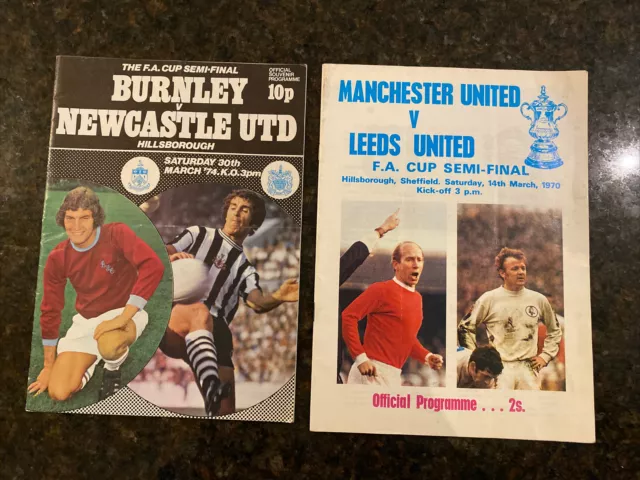 THE F.A. CUP SEMI-FINAL
OFFICIAL
SOUVENIR
PROGRAMME
10p
BURNLEY
V
NEWCASTLE UTD
HILLSBOROUGH
SATURDAY 30th
MARCH '74. K.O. 3pm
MANCHESTER UNITED
V
LEEDS UNITED
F.A. CUP SEMI-FINAL
Hillsborough, Sheffield. Saturday, 14th March, 1970
Kick-off 3 p.m.
Official Programme . . . 2s.